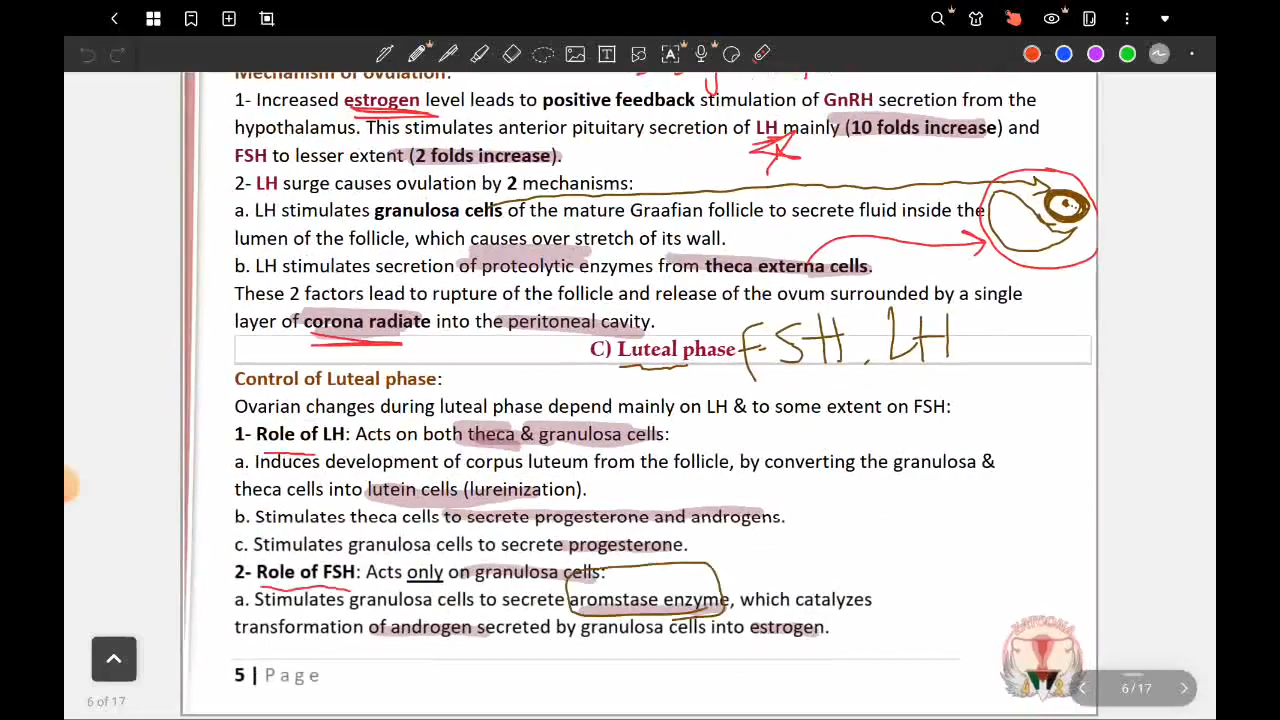 Mechanism of ovulation:
1- Increased estrogen level leads to positive feedback stimulation of GnRH secretion from the
hypothalamus. This stimulates anterior pituitary secretion of LH mainly (10 folds increase) and
FSH to lesser extent (2 folds increase).
2- LH surge causes ovulation by 2 mechanisms:
a. LH stimulates granulosa cells of the mature Graafian follicle to secrete fluid inside the
lumen of the follicle, which causes over stretch of its wall.
b. LH stimulates secretion of proteolytic enzymes from theca externa cells.
These 2 factors lead to rupture of the follicle and release of the ovum surrounded by a single
layer of corona radiate into the peritoneal cavity.
C) Luteal phase FSH, LH
Control of Luteal phase:
Ovarian changes during luteal phase depend mainly on LH & to some extent on FSH:
1- Role of LH: Acts on both theca & granulosa cells:
a. Induces development of corpus luteum from the follicle, by converting the granulosa &
theca cells into lutein cells (lureinization).
b. Stimulates theca cells to secrete progesterone and androgens.
c. Stimulates granulosa cells to secrete progesterone.
2- Role of FSH: Acts only on granulosa cells:
a. Stimulates granulosa cells to secrete aromstase enzyme, which catalyzes
transformation of androgen secreted by granulosa cells into estrogen.
5 | Page
6 of 17
6/17